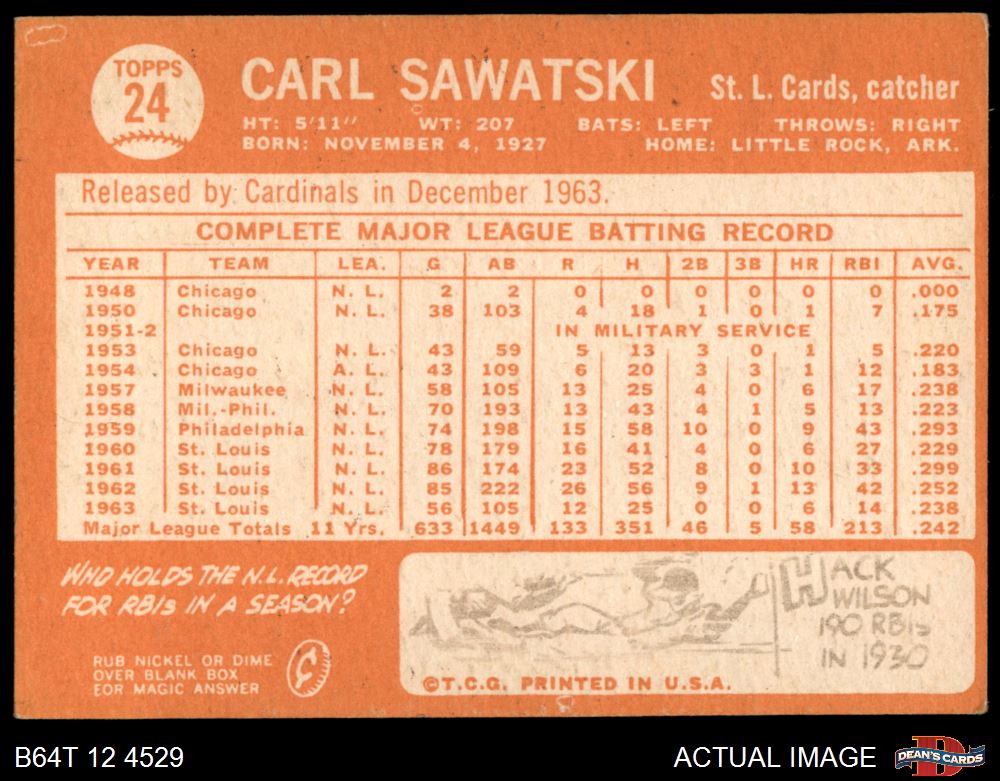 TOPPS
24
CARL SAWATSKI St. L. Cards, catcher
HT: 5'11" WT: 207 BATS: LEFT THROWS: RIGHT
BORN: NOVEMBER 4, 1927 HOME: LITTLE ROCK, ARK.
Released by Cardinals in December 1963.
COMPLETE MAJOR LEAGUE BATTING RECORD
YEAR TEAM LEA. G AB R H 2B 3B HR RBI AVG.
1948 Chicago N. L. 2 2 0 0 0 0 0 0 .000
1950 Chicago N. L. 38 103 4 18 1 0 1 7 .175
1951-2 IN MILITARY SERVICE
1953 Chicago N. L. 43 59 5 13 3 0 1 5 .220
1954 Chicago A. L. 43 109 6 20 3 3 1 12 .183
1957 Milwaukee N. L. 58 105 13 25 4 0 6 17 .238
1958 Mil.-Phil. N. L. 70 193 13 43 4 1 5 13 .223
1959 Philadelphia N. L. 74 198 15 58 10 0 9 43 .293
1960 St. Louis N. L. 78 179 16 41 4 0 6 27 .229
1961 St. Louis N. L. 86 174 23 52 8 0 10 33 .299
1962 St. Louis N. L. 85 222 26 56 9 1 13 42 .252
1963 St. Louis N. L. 56 105 12 25 0 0 6 14 .238
Major League Totals 11 Yrs. 633 1449 133 351 46 5 58 213 .242
WHO HOLDS THE N.L. RECORD
FOR RBIs IN A SEASON?
RUB NICKEL OR DIME
OVER BLANK BOX
FOR MAGIC ANSWER
HACK
WILSON
190 RBIs
IN 1930
©T.C.G. PRINTED IN U.S.A.
B64T 12 4529 ACTUAL IMAGE
DEAN'S CARDS